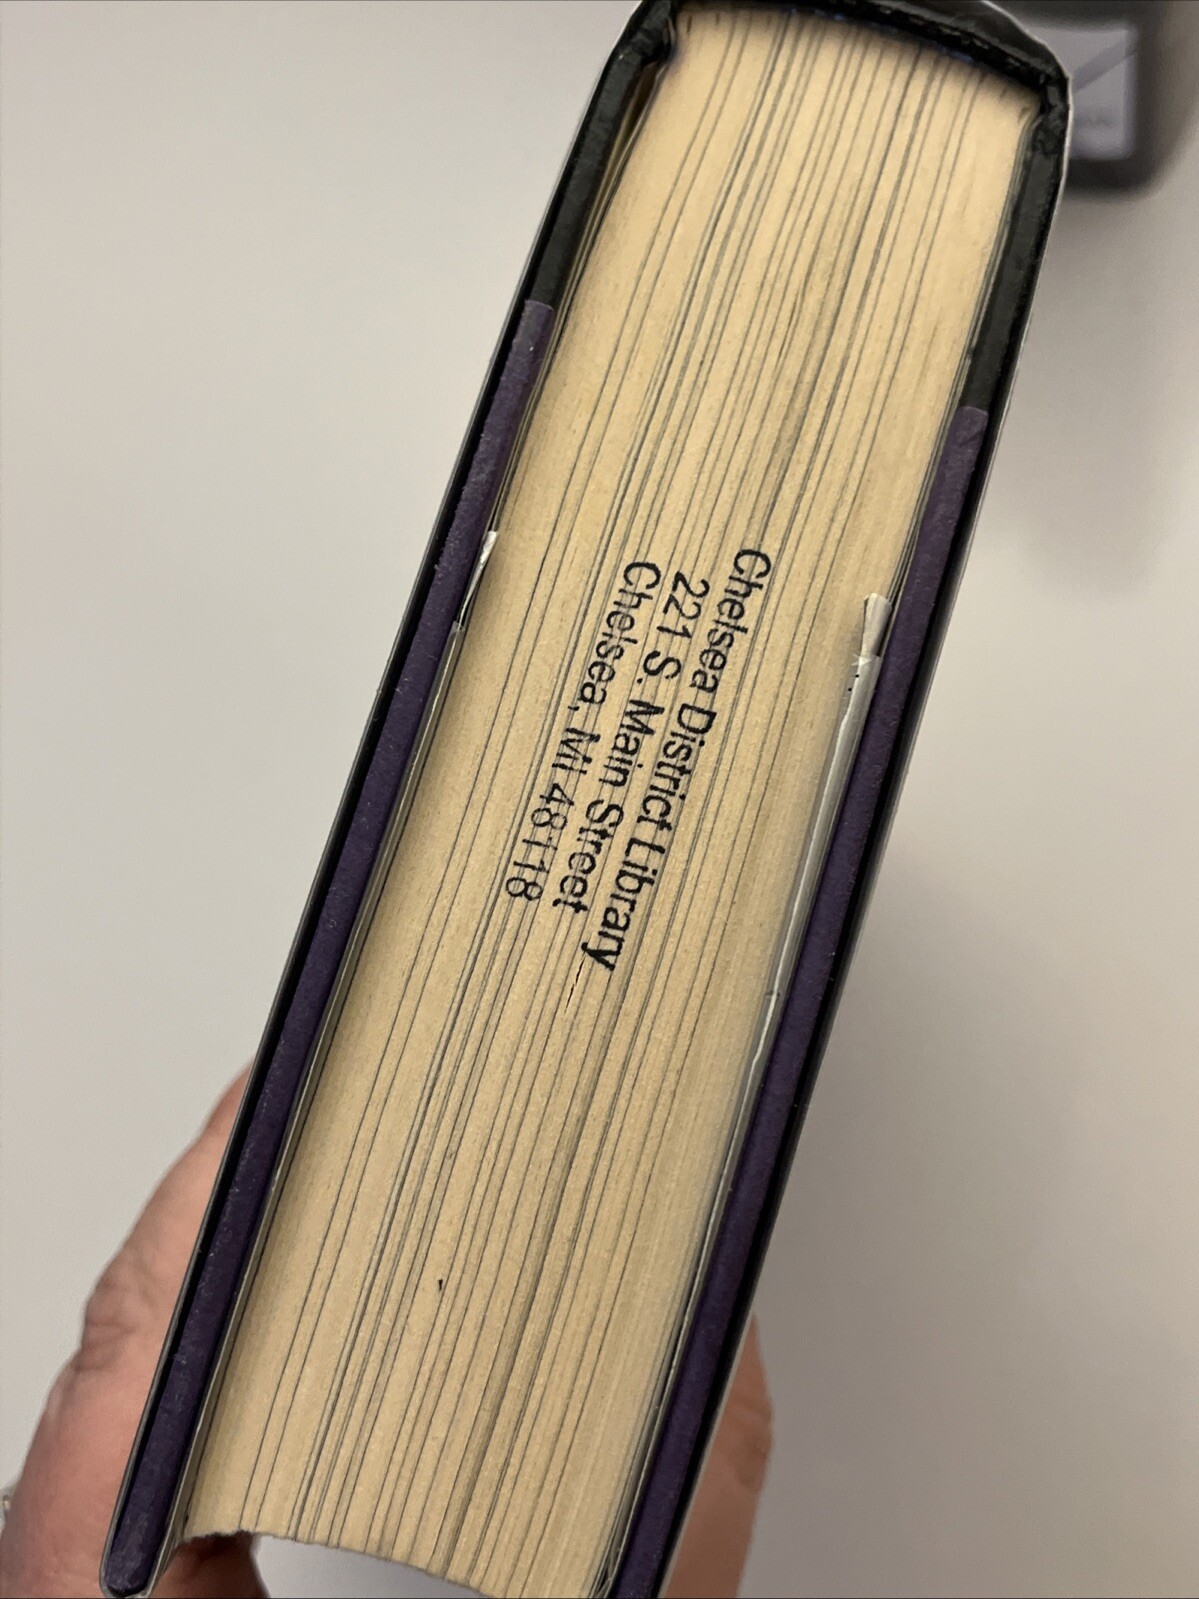 Chelsea District Library
221 S. Main Street
Chelsea, MI 48118